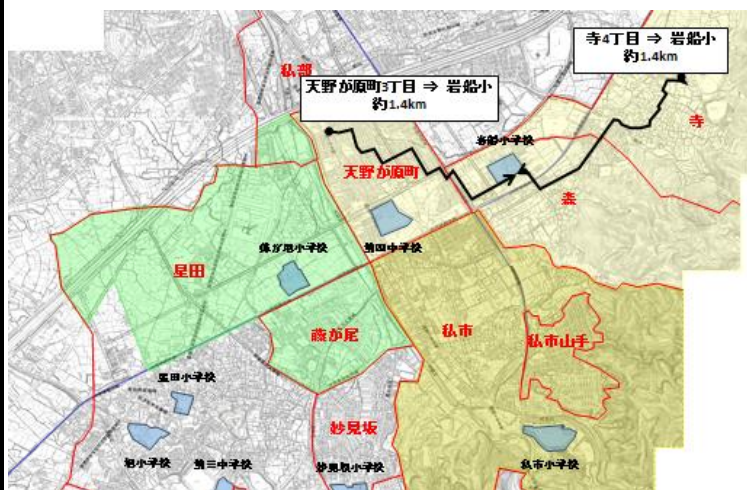 寺4丁目 ⇒ 岩船小
約1.4km
私部
天野が原町3丁目 ⇒ 岩船小
約1.4km
寺
岩船小学校
天野が原町
森
第四中学校
藤が尾小学校
星田
藤が尾
私市
私市山手
星田小学校
妙見坂
旭小学校
第三中学校
妙見坂小学校
私市小学校